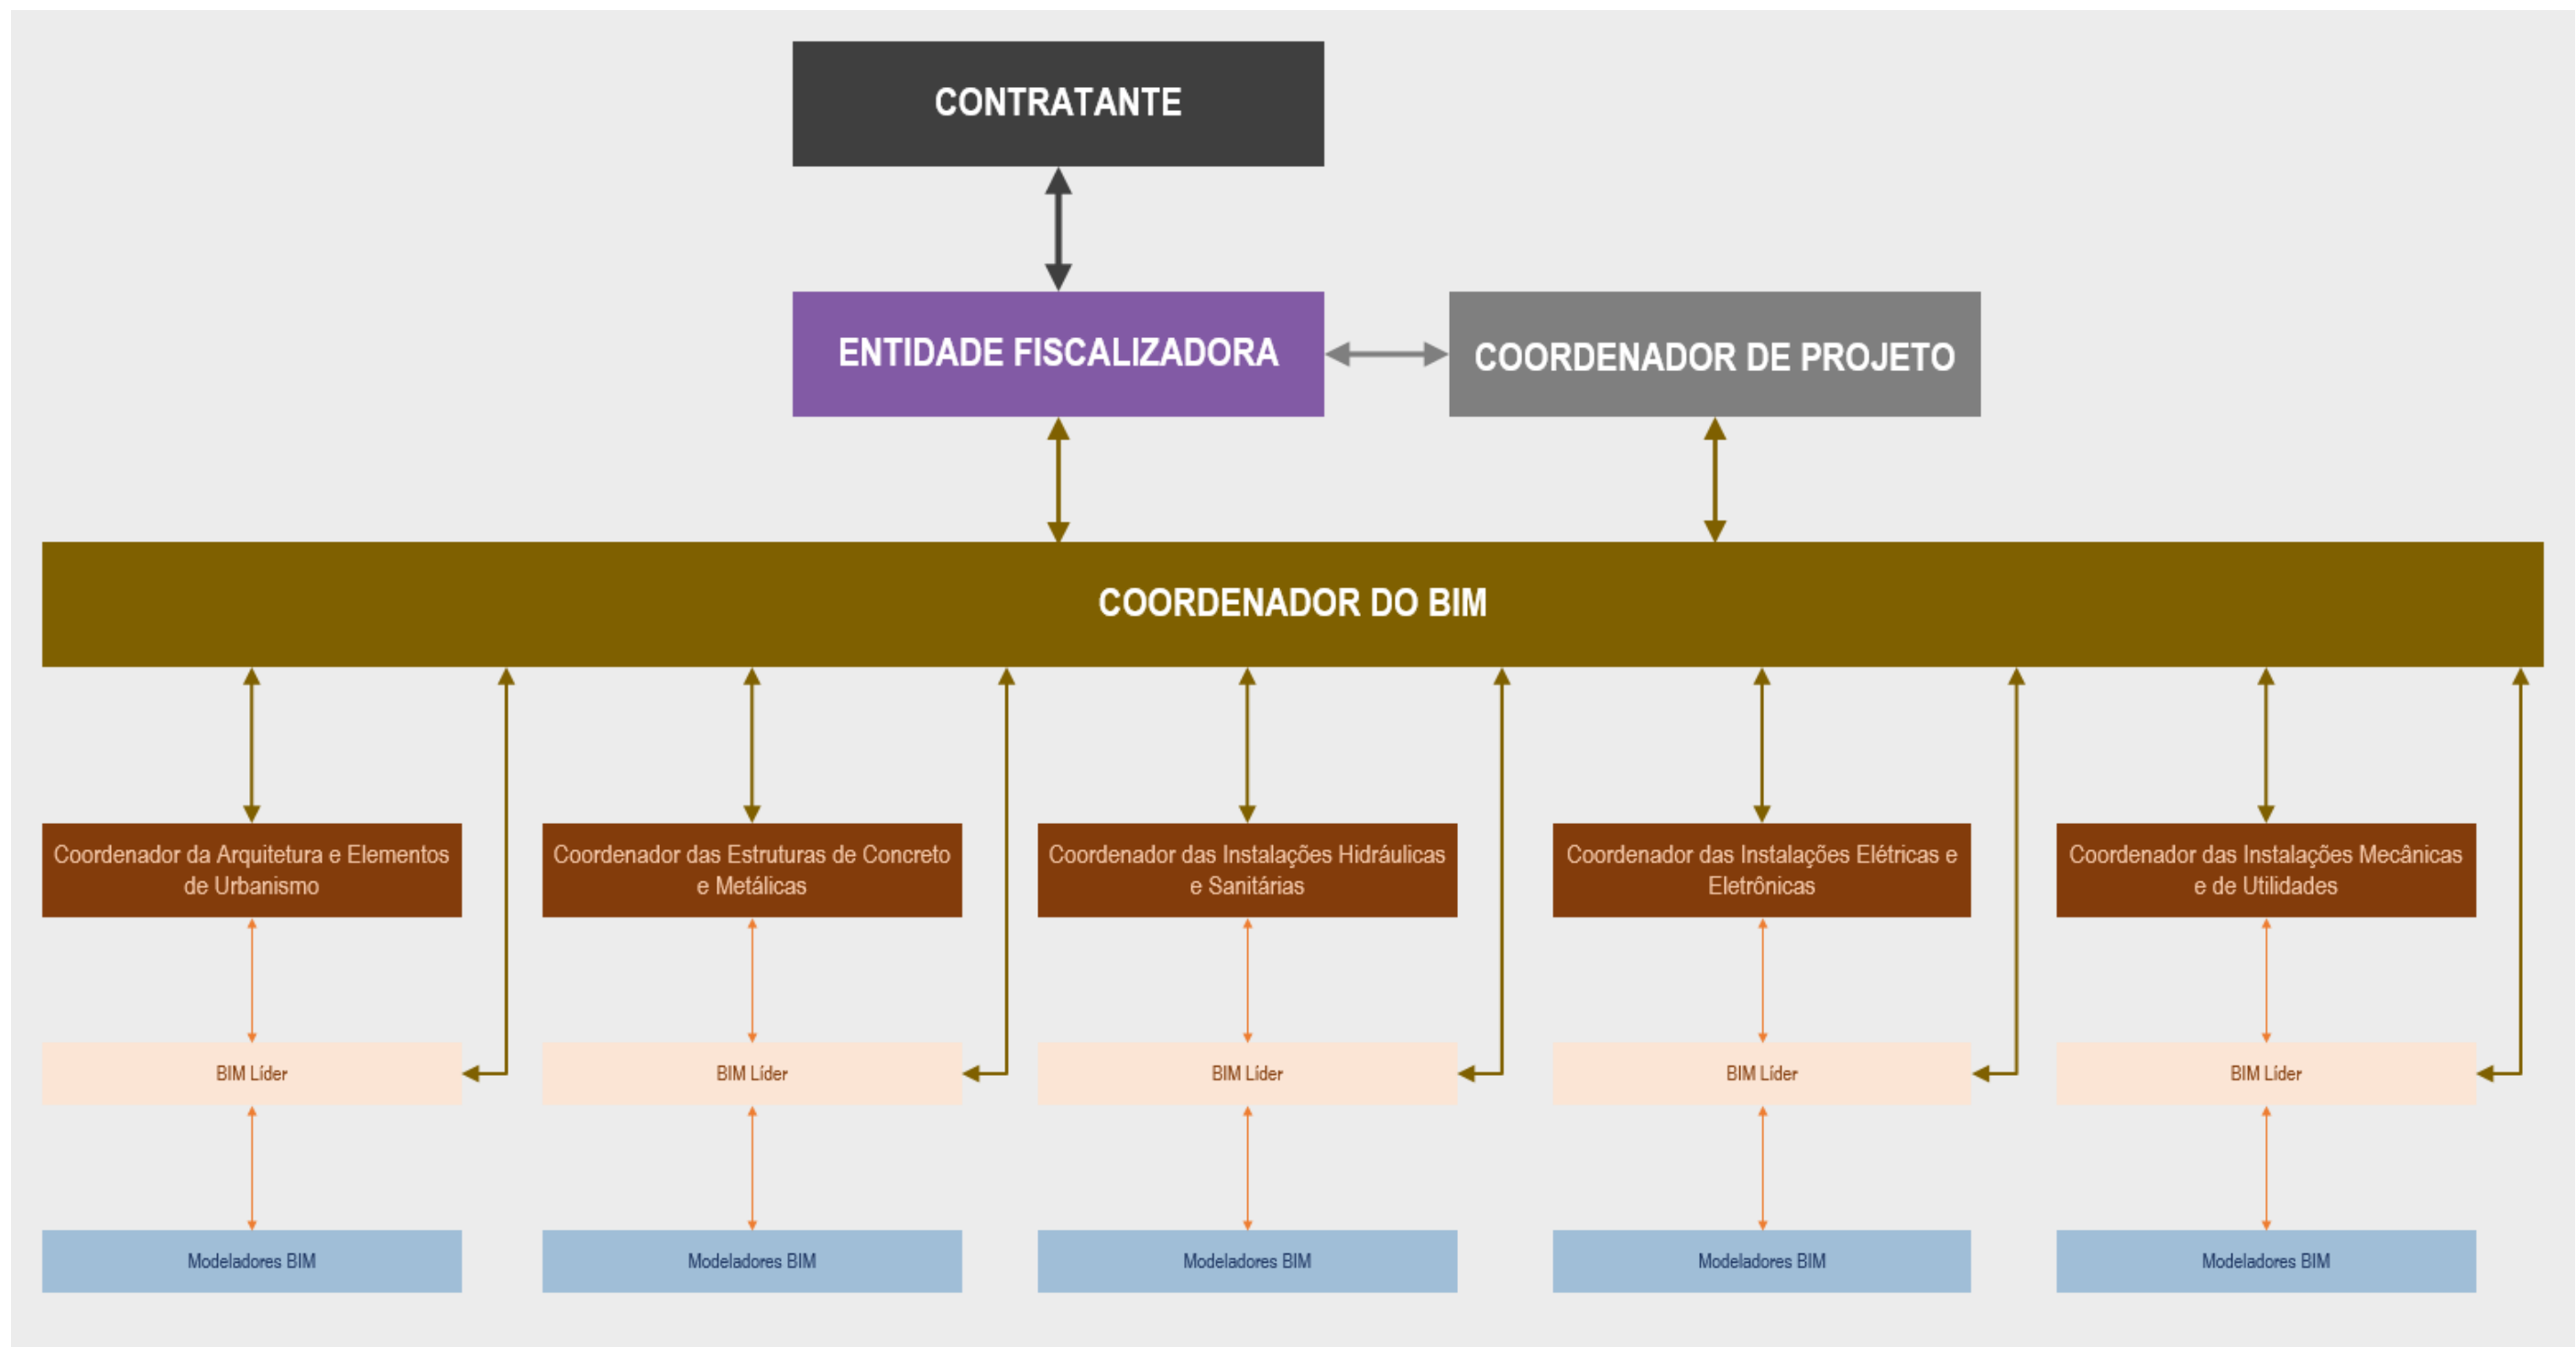 CONTRATANTE
ENTIDADE FISCALIZADORA
COORDENADOR DE PROJETO
COORDENADOR DO BIM
Coordenador da Arquitetura e Elementos
de Urbanismo
Coordenador das Estruturas de Concreto
e Metálicas
Coordenador das Instalações Hidráulicas
e Sanitárias
Coordenador das Instalações Elétricas e
Eletrônicas
Coordenador das Instalações Mecânicas
e de Utilidades
BIM Líder
BIM Líder
BIM Líder
BIM Líder
BIM Líder
Modeladores BIM
Modeladores BIM
Modeladores BIM
Modeladores BIM
Modeladores BIM